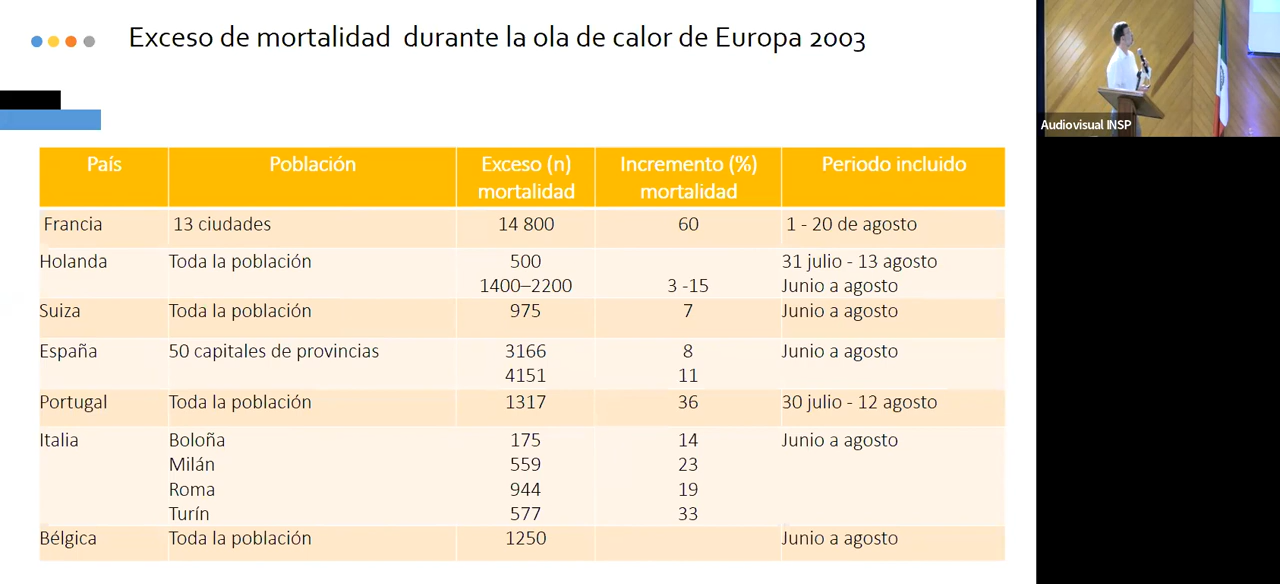 Exceso de mortalidad durante la ola de calor de Europa 2003
Audiovisual INSP
País Población Exceso (n) mortalidad Incremento (%) mortalidad Periodo incluido
Francia 13 ciudades 14 800 60 1 - 20 de agosto
Holanda Toda la población 500 31 julio - 13 agosto
1400–2200 3 -15 Junio a agosto
Suiza Toda la población 975 7 Junio a agosto
España 50 capitales de provincias 3166 8 Junio a agosto
4151 11
Portugal Toda la población 1317 36 30 julio - 12 agosto
Italia Boloña 175 14 Junio a agosto
Milán 559 23
Roma 944 19
Turín 577 33
Bélgica Toda la población 1250 Junio a agosto